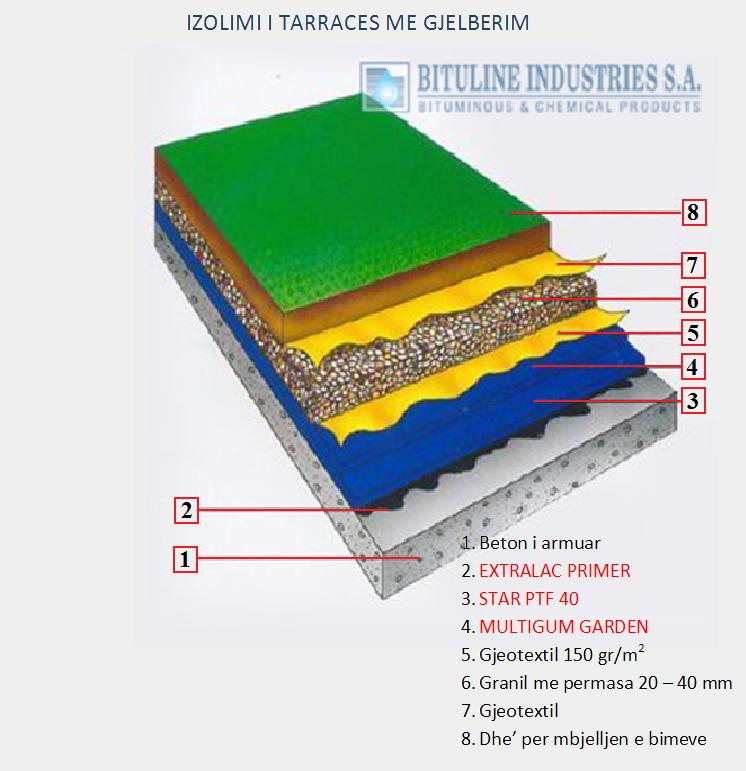 IZOLIMI I TARRACES ME GJELBERIM
BITULINE INDUSTRIES S.A.
BITUMINOUS & CHEMICAL PRODUCTS
8
7
6
5
4
3
2
1
1. Beton i armuar
2. EXTRALAC PRIMER
3. STAR PTF 40
4. MULTIGUM GARDEN
5. Gjeotextil 150 gr/m²
6. Granil me permasa 20 – 40 mm
7. Gjeotextil
8. Dhe’ per mbjelljen e bimeve